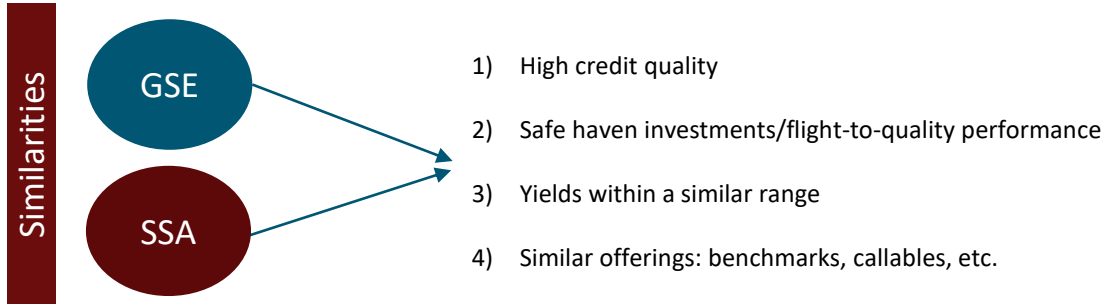 Similarities
GSE
SSA
1) High credit quality
2) Safe haven investments/flight-to-quality performance
3) Yields within a similar range
4) Similar offerings: benchmarks, callables, etc.